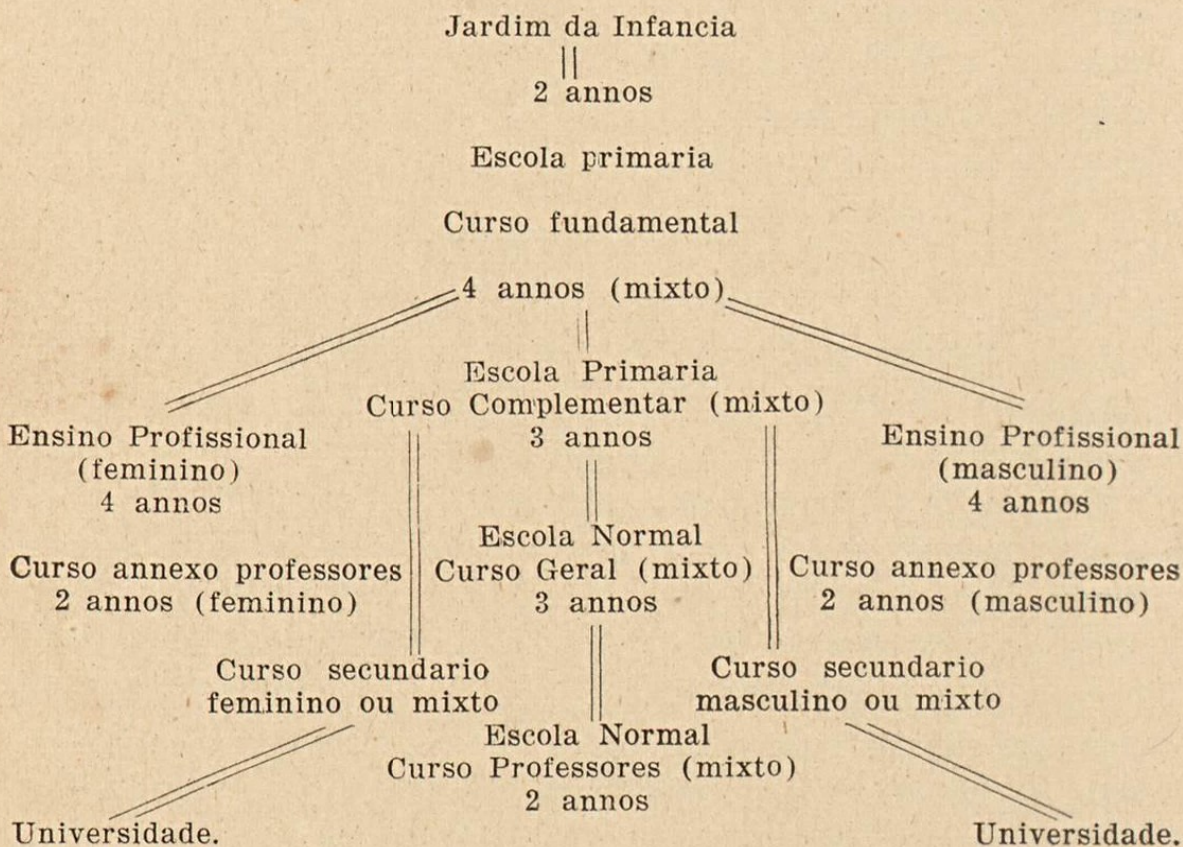 Jardim da Infancia
2 annos
Escola primaria
Curso fundamental
4 annos (mixto)
Escola Primaria
Curso Complementar (mixto)
3 annos
Ensino Profissional
(feminino)
4 annos
Ensino Profissional
(masculino)
4 annos
Escola Normal
Curso Geral (mixto)
3 annos
Curso annexo professores
2 annos (feminino)
Curso annexo professores
2 annos (masculino)
Curso secundario
feminino ou mixto
Curso secundario
masculino ou mixto
Escola Normal
Curso Professores (mixto)
2 annos
Universidade.
Universidade.